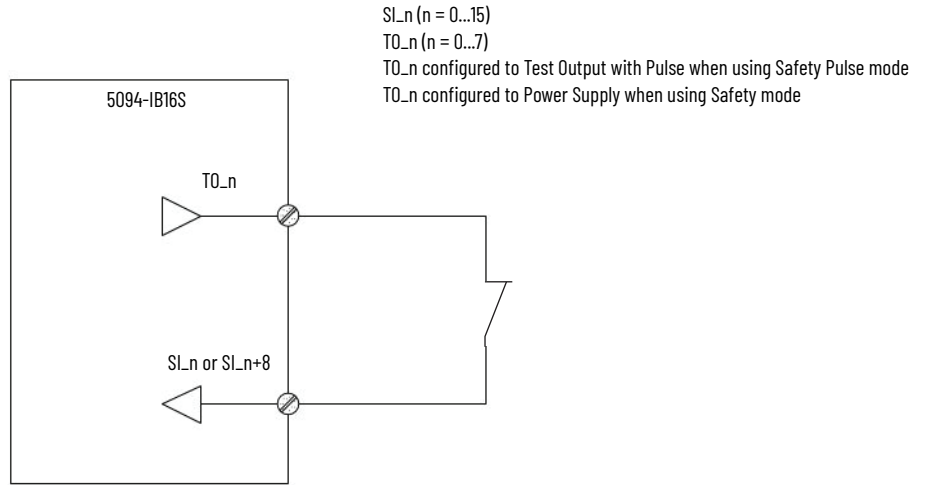 SI_n (n = 0...15)
TO_n (n = 0...7)
TO_n configured to Test Output with Pulse when using Safety Pulse mode
TO_n configured to Power Supply when using Safety mode
5094-IB16S
TO_n
SI_n or SI_n+8